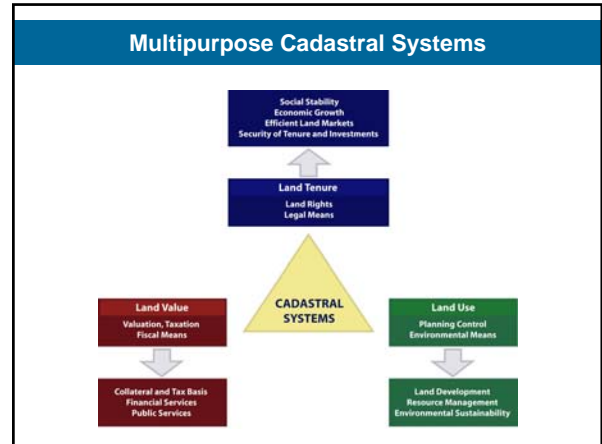 Multipurpose Cadastral Systems
Social Stability
Economic Growth
Efficient Land Markets
Security of Tenure and Investments
Land Tenure
Land Rights
Legal Means
CADASTRAL
SYSTEMS
Land Value
Valuation, Taxation
Fiscal Means
Collateral and Tax Basis
Financial Services
Public Services
Land Use
Planning Control
Environmental Means
Land Development
Resource Management
Environmental Sustainability